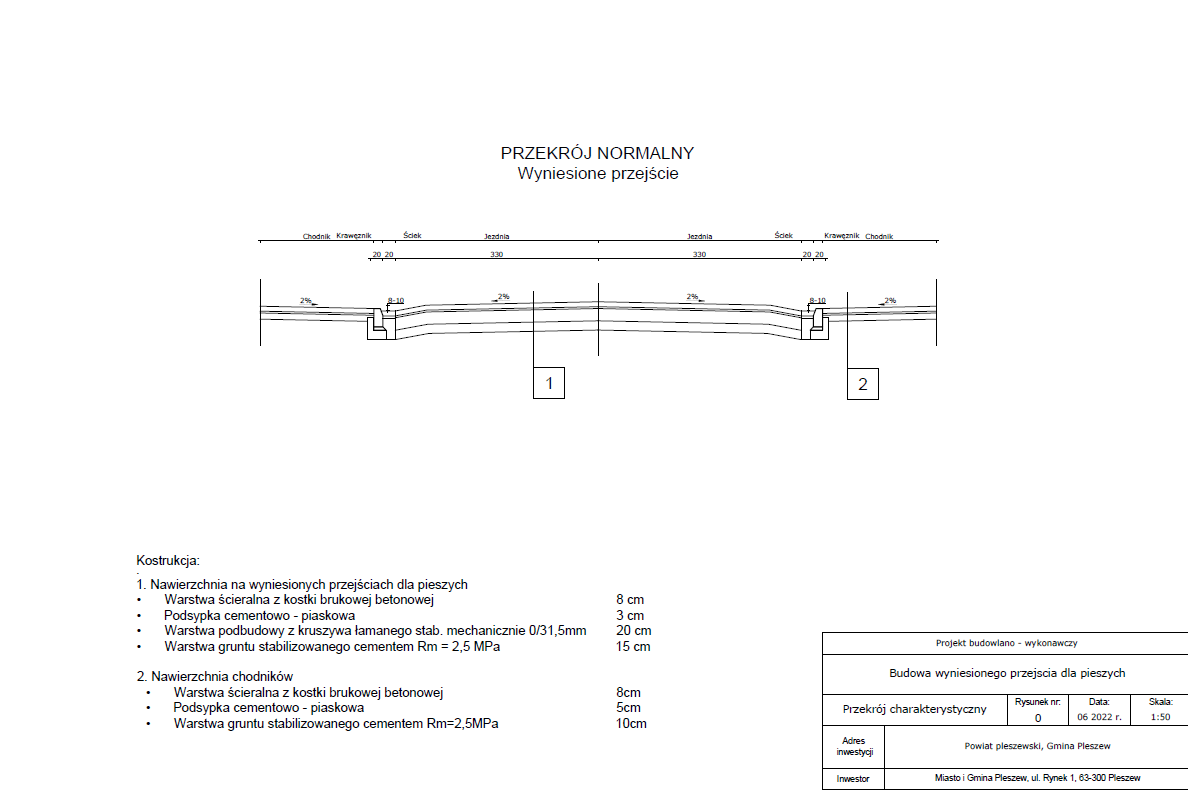 PRZEKRÓJ NORMALNY
Wyniesione przejście
Chodnik Krawężnik Ściek Jezdnia Jezdnia Ściek Krawężnik Chodnik
20 20 330 330 20 20
2% 8-10 2% 2% 8-10 2%
1 2
Kostrukcja:
1. Nawierzchnia na wyniesionych przejściach dla pieszych
• Warstwa ścieralna z kostki brukowej betonowej 8 cm
• Podsypka cementowo - piaskowa 3 cm
• Warstwa podbudowy z kruszywa łamanego stab. mechanicznie 0/31,5mm 20 cm
• Warstwa gruntu stabilizowanego cementem Rm = 2,5 MPa 15 cm
2. Nawierzchnia chodników
• Warstwa ścieralna z kostki brukowej betonowej 8cm
• Podsypka cementowo - piaskowa 5cm
• Warstwa gruntu stabilizowanego cementem Rm=2,5MPa 10cm
Projekt budowlano - wykonawczy
Budowa wyniesionego przejscia dla pieszych
Przekrój charakterystyczny
Rysunek nr:
0
Data:
06 2022 r.
Skala:
1:50
Adres
inwestycji
Powiat pleszewski, Gmina Pleszew
Inwestor
Miasto i Gmina Pleszew, ul. Rynek 1, 63-300 Pleszew